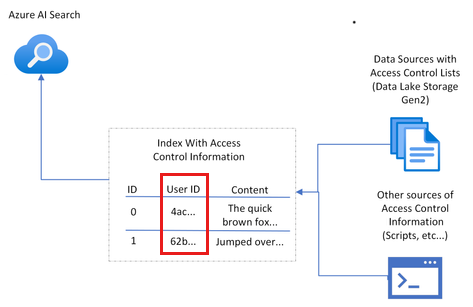 Azure AI Search
Data Sources with
Access Control Lists
(Data Lake Storage
Gen2)
Index With Access
Control Information
ID User ID Content
0 4ac... The quick
brown fox...
1 62b... Jumped over...
Other sources of
Access Control
Information
(Scripts, etc...)